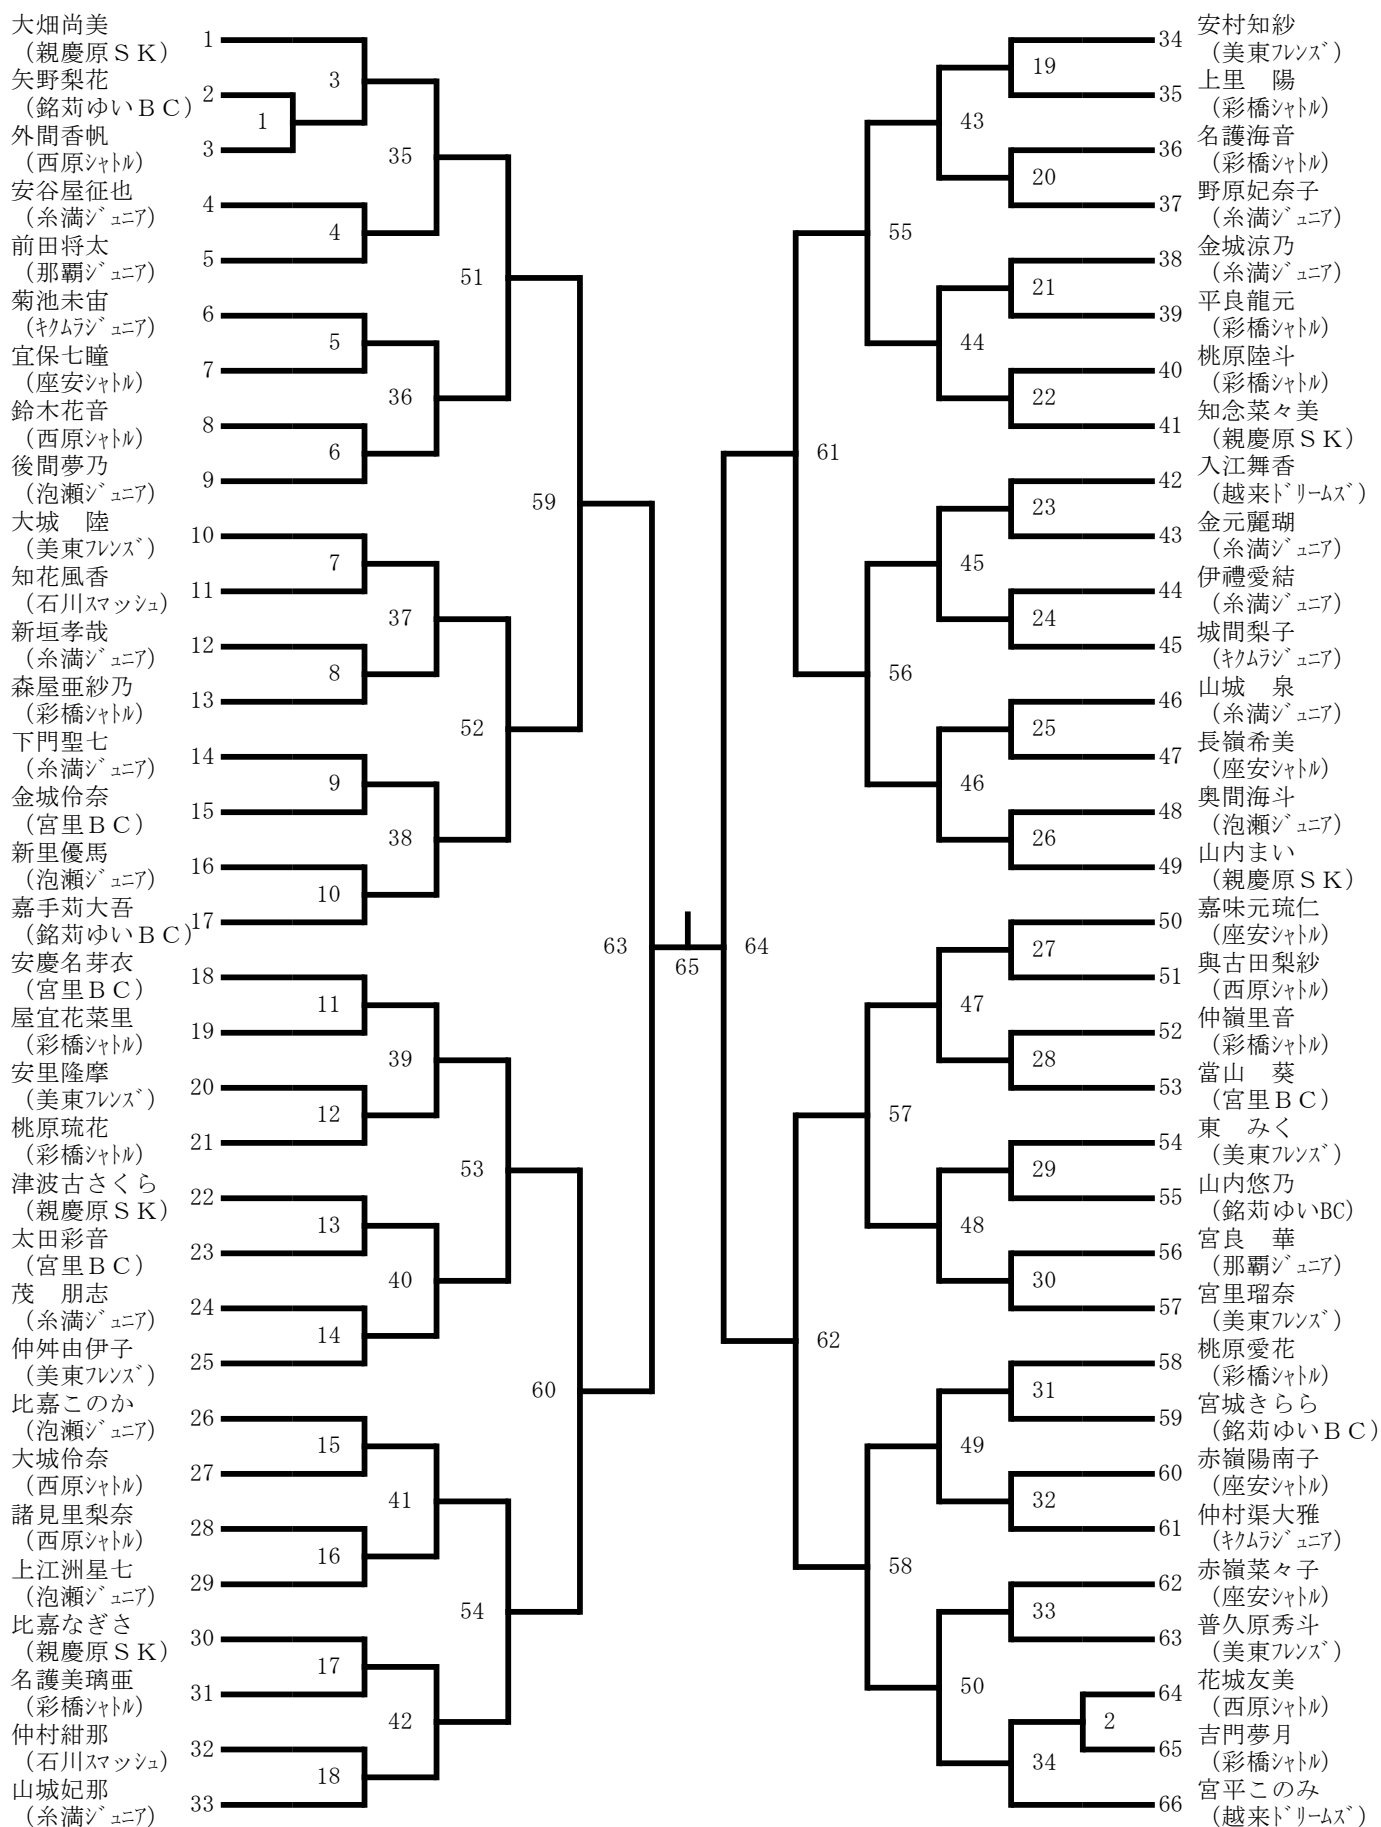 大畑尚美
（親慶原ＳＫ）
1
矢野梨花
（銘苅ゆいＢＣ）
2
外間香帆
（西原ｼｬﾄﾙ）
3
安谷屋征也
（糸満ｼﾞｭﾆｱ）
4
前田将太
（那覇ｼﾞｭﾆｱ）
5
菊池未宙
（ｷｸﾑﾗｼﾞｭﾆｱ）
6
宜保七瞳
（座安ｼｬﾄﾙ）
7
鈴木花音
（西原ｼｬﾄﾙ）
8
後間夢乃
（泡瀬ｼﾞｭﾆｱ）
9
大城　陸
（美東ﾌﾚﾝｽﾞ）
10
知花風香
（石川ｽﾏｯｼｭ）
11
新垣孝哉
（糸満ｼﾞｭﾆｱ）
12
森屋亜紗乃
（彩橋ｼｬﾄﾙ）
13
下門聖七
（糸満ｼﾞｭﾆｱ）
14
金城伶奈
（宮里ＢＣ）
15
新里優馬
（泡瀬ｼﾞｭﾆｱ）
16
嘉手苅大吾
（銘苅ゆいＢＣ）
17
安慶名芽衣
（宮里ＢＣ）
18
屋宜花菜里
（彩橋ｼｬﾄﾙ）
19
安里隆摩
（美東ﾌﾚﾝｽﾞ）
20
桃原琉花
（彩橋ｼｬﾄﾙ）
21
津波古さくら
（親慶原ＳＫ）
22
太田彩音
（宮里ＢＣ）
23
茂　朋志
（糸満ｼﾞｭﾆｱ）
24
仲舛由伊子
（美東ﾌﾚﾝｽﾞ）
25
比嘉このか
（泡瀬ｼﾞｭﾆｱ）
26
大城伶奈
（西原ｼｬﾄﾙ）
27
諸見里梨奈
（西原ｼｬﾄﾙ）
28
上江洲星七
（泡瀬ｼﾞｭﾆｱ）
29
比嘉なぎさ
（親慶原ＳＫ）
30
名護美璃亜
（彩橋ｼｬﾄﾙ）
31
仲村紺那
（石川ｽﾏｯｼｭ）
32
山城妃那
（糸満ｼﾞｭﾆｱ）
33
1
3
4
5
6
7
8
9
10
11
12
13
14
15
16
17
18
35
36
37
38
39
40
41
42
51
52
53
54
59
60
63
65
64
61
62
55
56
57
58
43
44
45
46
47
48
49
50
19
20
21
22
23
24
25
26
27
28
29
30
31
32
33
34
2
34
安村知紗
（美東ﾌﾚﾝｽﾞ）
35
上里　陽
（彩橋ｼｬﾄﾙ）
36
名護海音
（彩橋ｼｬﾄﾙ）
37
野原妃奈子
（糸満ｼﾞｭﾆｱ）
38
金城涼乃
（糸満ｼﾞｭﾆｱ）
39
平良龍元
（彩橋ｼｬﾄﾙ）
40
桃原陸斗
（彩橋ｼｬﾄﾙ）
41
知念菜々美
（親慶原ＳＫ）
42
入江舞香
（越来ﾄﾞﾘｰﾑｽﾞ）
43
金元麗瑚
（糸満ｼﾞｭﾆｱ）
44
伊禮愛結
（糸満ｼﾞｭﾆｱ）
45
城間梨子
（ｷｸﾑﾗｼﾞｭﾆｱ）
46
山城　泉
（糸満ｼﾞｭﾆｱ）
47
長嶺希美
（座安ｼｬﾄﾙ）
48
奥間海斗
（泡瀬ｼﾞｭﾆｱ）
49
山内まい
（親慶原ＳＫ）
50
嘉味元琉仁
（座安ｼｬﾄﾙ）
51
與古田梨紗
（西原ｼｬﾄﾙ）
52
仲嶺里音
（彩橋ｼｬﾄﾙ）
53
當山　葵
（宮里ＢＣ）
54
東　みく
（美東ﾌﾚﾝｽﾞ）
55
山内悠乃
（銘苅ゆいBC）
56
宮良　華
（那覇ｼﾞｭﾆｱ）
57
宮里瑠奈
（美東ﾌﾚﾝｽﾞ）
58
桃原愛花
（彩橋ｼｬﾄﾙ）
59
宮城きらら
（銘苅ゆいＢＣ）
60
赤嶺陽南子
（座安ｼｬﾄﾙ）
61
仲村渠大雅
（ｷｸﾑﾗｼﾞｭﾆｱ）
62
赤嶺菜々子
（座安ｼｬﾄﾙ）
63
普久原秀斗
（美東ﾌﾚﾝｽﾞ）
64
花城友美
（西原ｼｬﾄﾙ）
65
吉門夢月
（彩橋ｼｬﾄﾙ）
66
宮平このみ
（越来ﾄﾞﾘｰﾑｽﾞ）